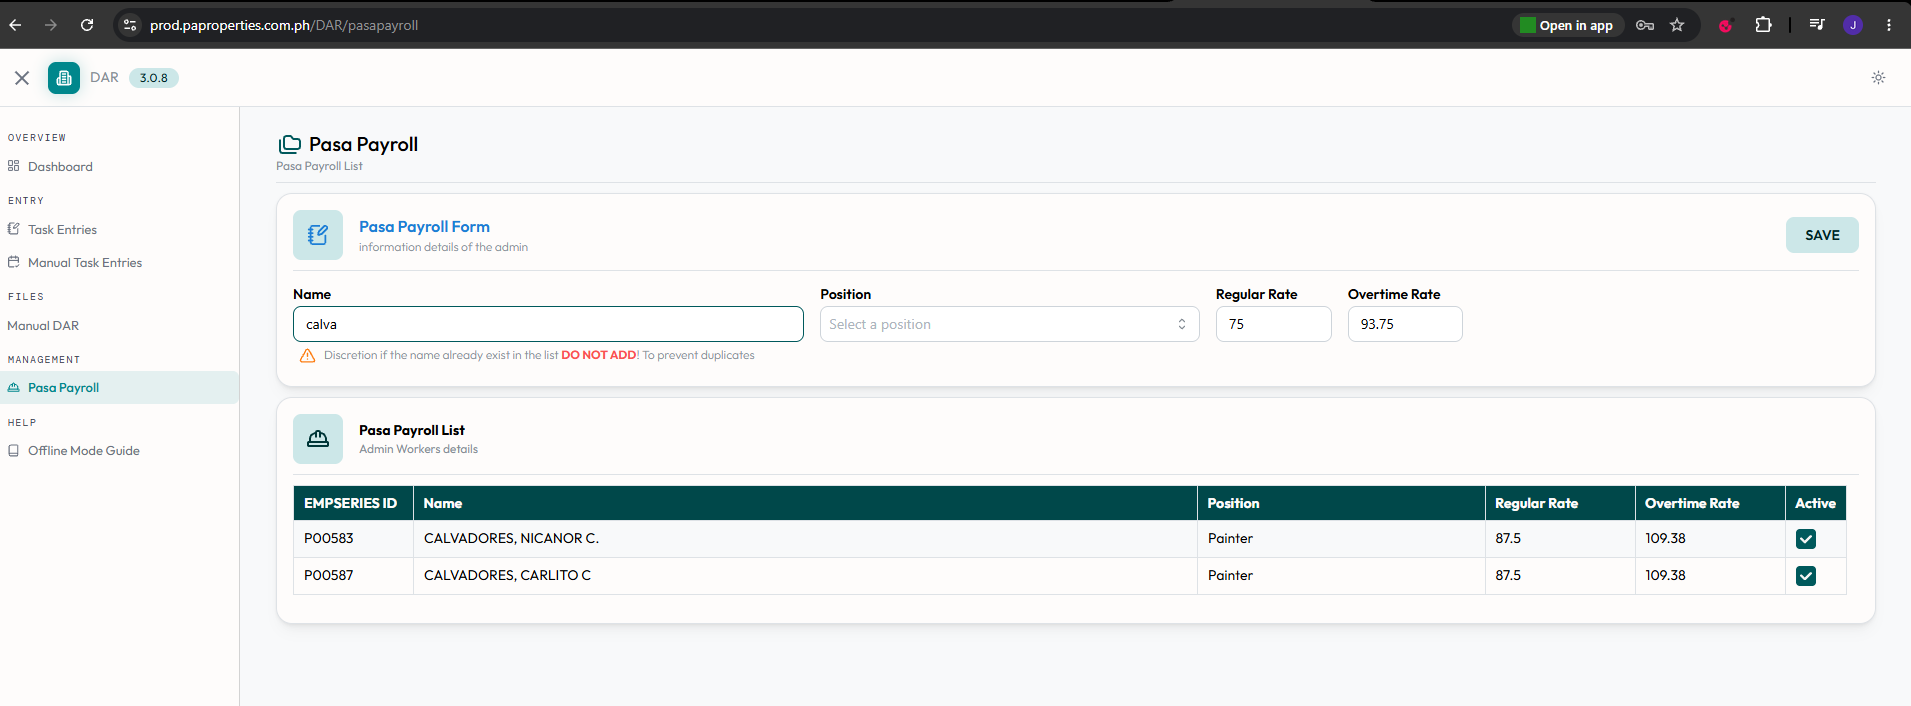 prod.paproperties.com.ph/DAR/pasapayroll
Open in app
J
DAR 3.0.8
OVERVIEW
Dashboard
ENTRY
Task Entries
Manual Task Entries
FILES
Manual DAR
MANAGEMENT
Pasa Payroll
HELP
Offline Mode Guide
Pasa Payroll
Pasa Payroll List
Pasa Payroll Form
information details of the admin
SAVE
Name Position Regular Rate Overtime Rate
calva Select a position 75 93.75
Discretion if the name already exist in the list DO NOT ADD! To prevent duplicates
Pasa Payroll List
Admin Workers details
EMPSERIES ID Name Position Regular Rate Overtime Rate Active
P00583 CALVADORES, NICANOR C. Painter 87.5 109.38
P00587 CALVADORES, CARLITO C Painter 87.5 109.38